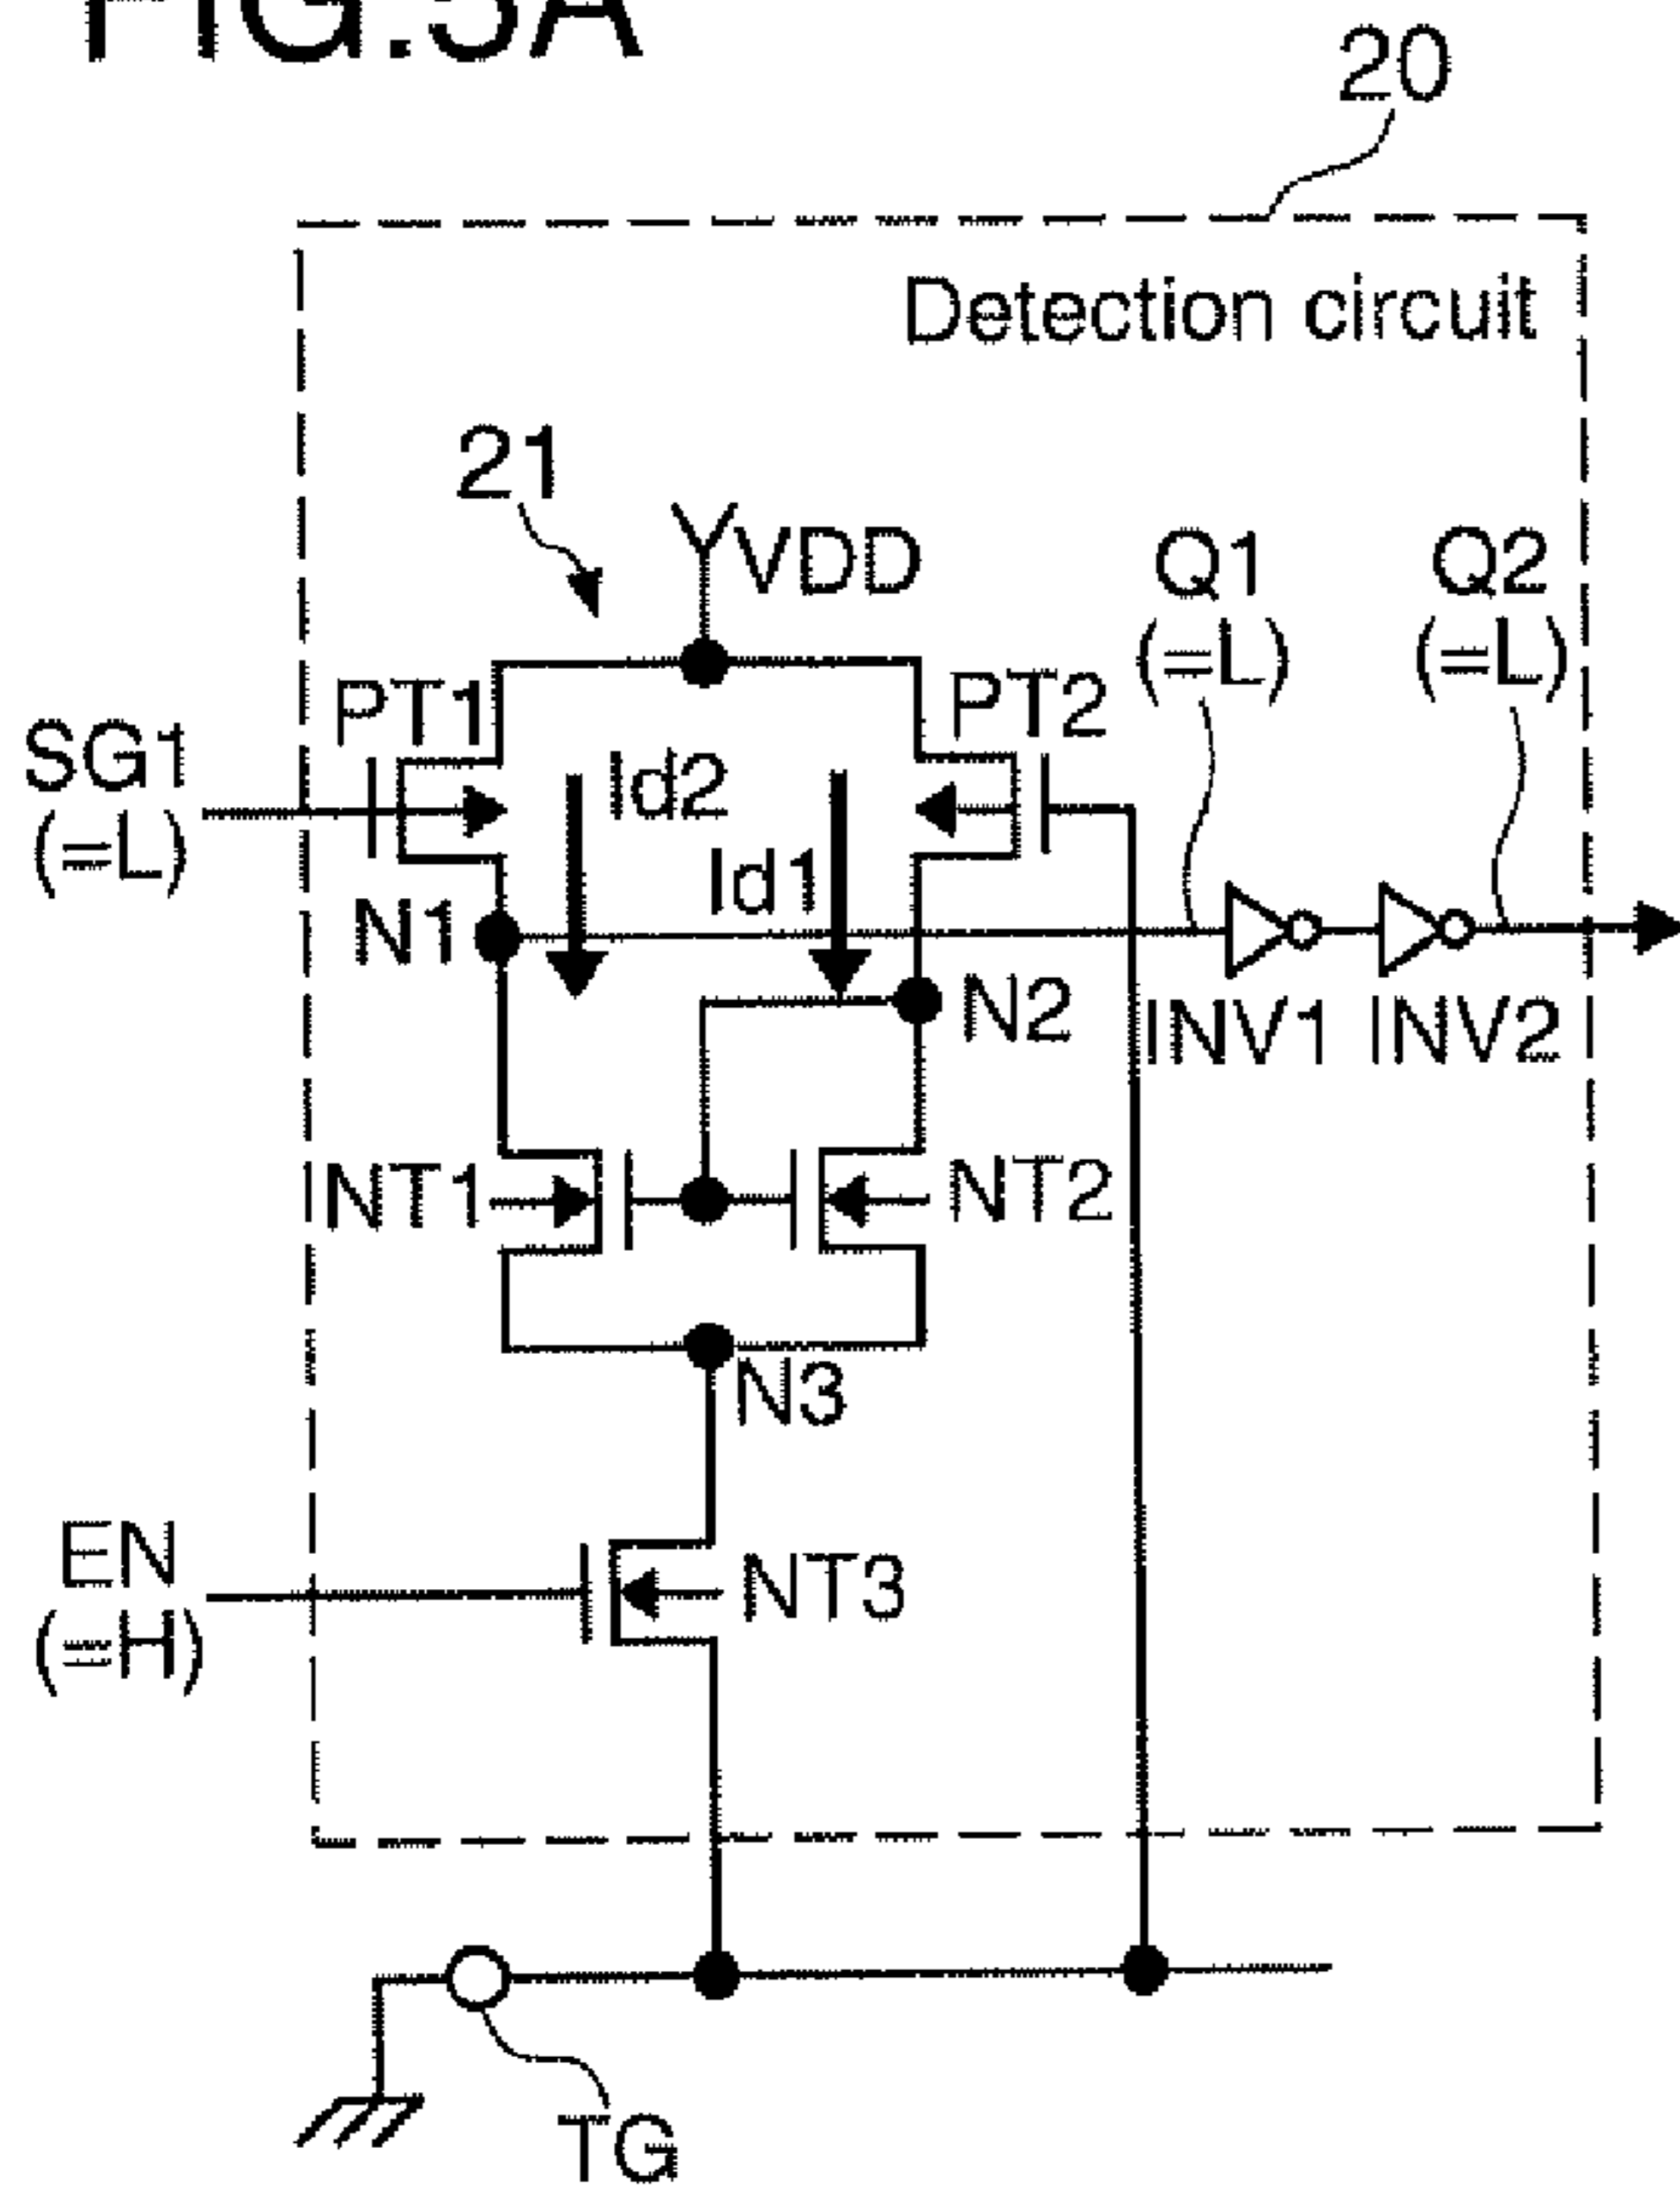 FIG.5A
20
Detection circuit
21
VDD
Q1
(=L)
Q2
(=L)
PT1
PT2
SG1
(=L)
Id2
Id1
N1
N2
INV1
INV2
NT1
NT2
N3
EN
(=H)
NT3
TG